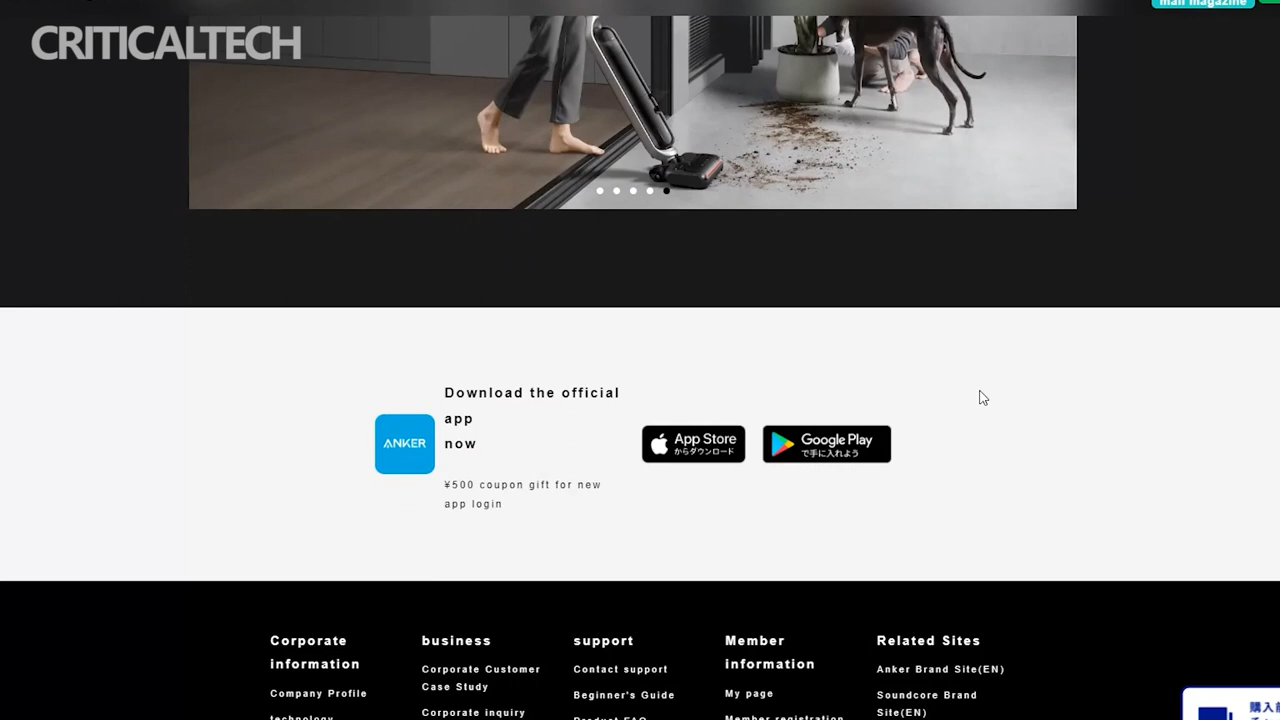 mail magazine
CRITICALTECH
Download the official
app
now
¥500 coupon gift for new
app login
ANKER
App Store
からダウンロード
Google Play
で手に入れよう
Corporate
information
Company Profile
technology
business
Corporate Customer
Case Study
Corporate inquiry
support
Contact support
Beginner's Guide
Product FAQ
Member
information
My page
Member registration
Related Sites
Anker Brand Site(EN)
Soundcore Brand
Site(EN)
購入前